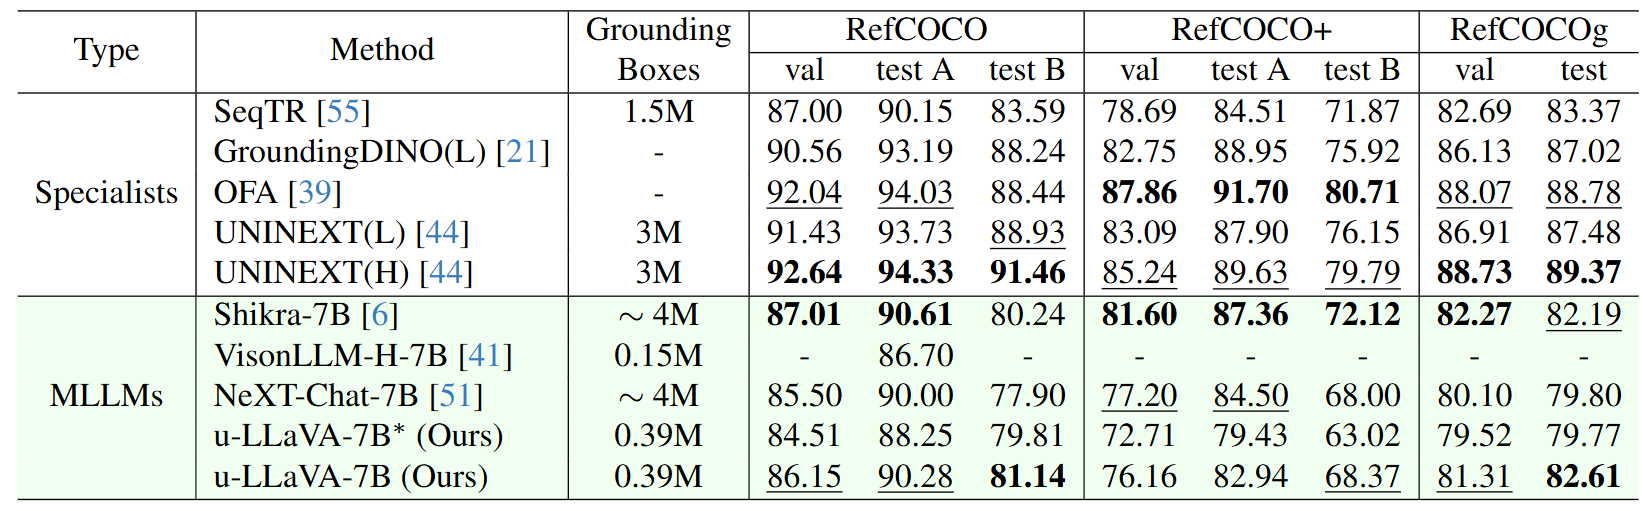 Type Method Grounding Boxes RefCOCO RefCOCO+ RefCOCOg
val test A test B val test A test B val test
Specialists
SeqTR [55] 1.5M 87.00 90.15 83.59 78.69 84.51 71.87 82.69 83.37
GroundingDINO(L) [21] - 90.56 93.19 88.24 82.75 88.95 75.92 86.13 87.02
OFA [39] - 92.04 94.03 88.44 87.86 91.70 80.71 88.07 88.78
UNINEXT(L) [44] 3M 91.43 93.73 88.93 83.09 87.90 76.15 86.91 87.48
UNINEXT(H) [44] 3M 92.64 94.33 91.46 85.24 89.63 79.79 88.73 89.37
MLLMs
Shikra-7B [6] ∼ 4M 87.01 90.61 80.24 81.60 87.36 72.12 82.27 82.19
VisonLLM-H-7B [41] 0.15M - 86.70 - - - - - -
NeXT-Chat-7B [51] ∼ 4M 85.50 90.00 77.90 77.20 84.50 68.00 80.10 79.80
u-LLaVA-7B* (Ours) 0.39M 84.51 88.25 79.81 72.71 79.43 63.02 79.52 79.77
u-LLaVA-7B (Ours) 0.39M 86.15 90.28 81.14 76.16 82.94 68.37 81.31 82.61